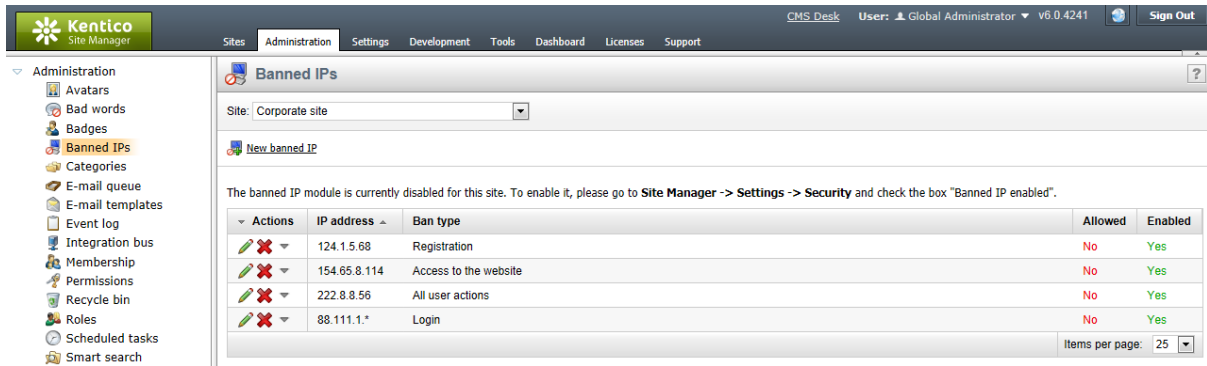 Kentico
Site Manager
CMS Desk User: Global Administrator v6.0.4241 Sign Out
Sites Administration Settings Development Tools Dashboard Licenses Support
Administration
Avatars
Bad words
Badges
Banned IPs
Categories
E-mail queue
E-mail templates
Event log
Integration bus
Membership
Permissions
Recycle bin
Roles
Scheduled tasks
Smart search
Banned IPs ?
Site: Corporate site
New banned IP
The banned IP module is currently disabled for this site. To enable it, please go to Site Manager -> Settings -> Security and check the box "Banned IP enabled".
Actions IP address Ban type Allowed Enabled
124.1.5.68 Registration No Yes
154.65.8.114 Access to the website No Yes
222.8.8.56 All user actions No Yes
88.111.1.* Login No Yes
Items per page: 25